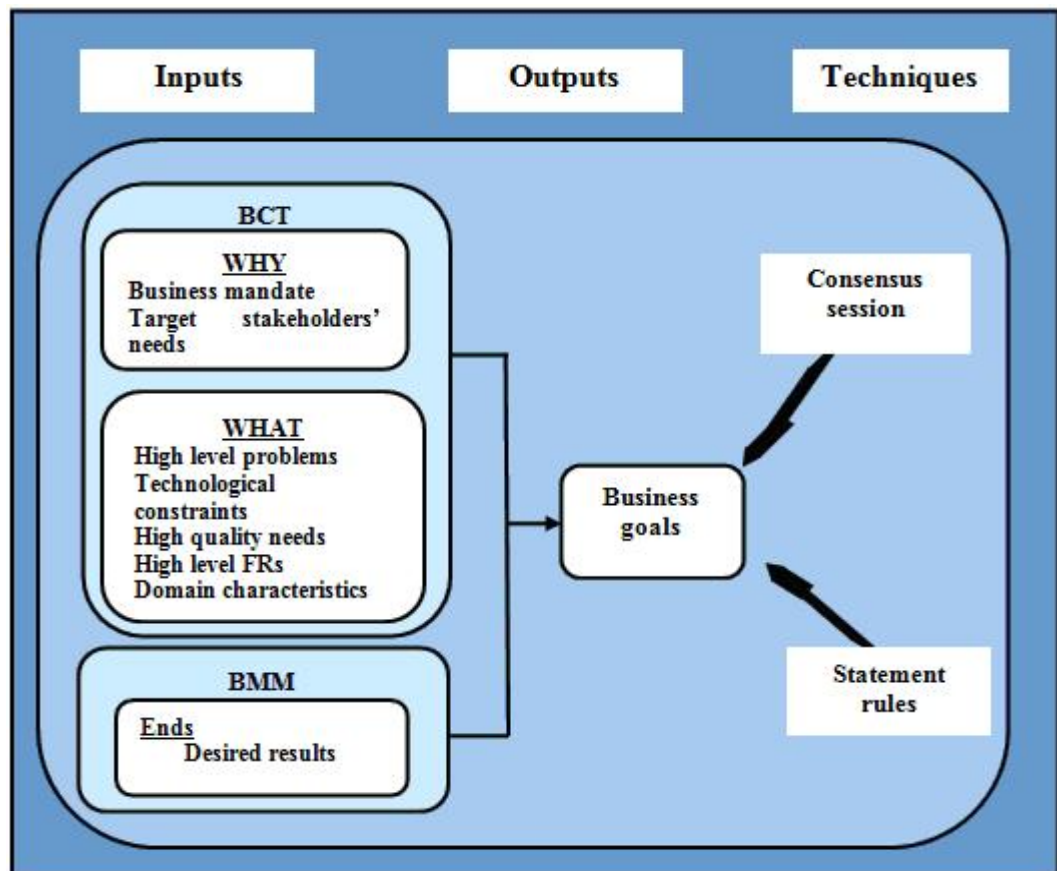 Inputs
Outputs
Techniques
BCT
WHY
Business mandate
Target stakeholders’
needs
WHAT
High level problems
Technological
constraints
High quality needs
High level FRs
Domain characteristics
BMM
Ends
Desired results
Business
goals
Consensus
session
Statement
rules